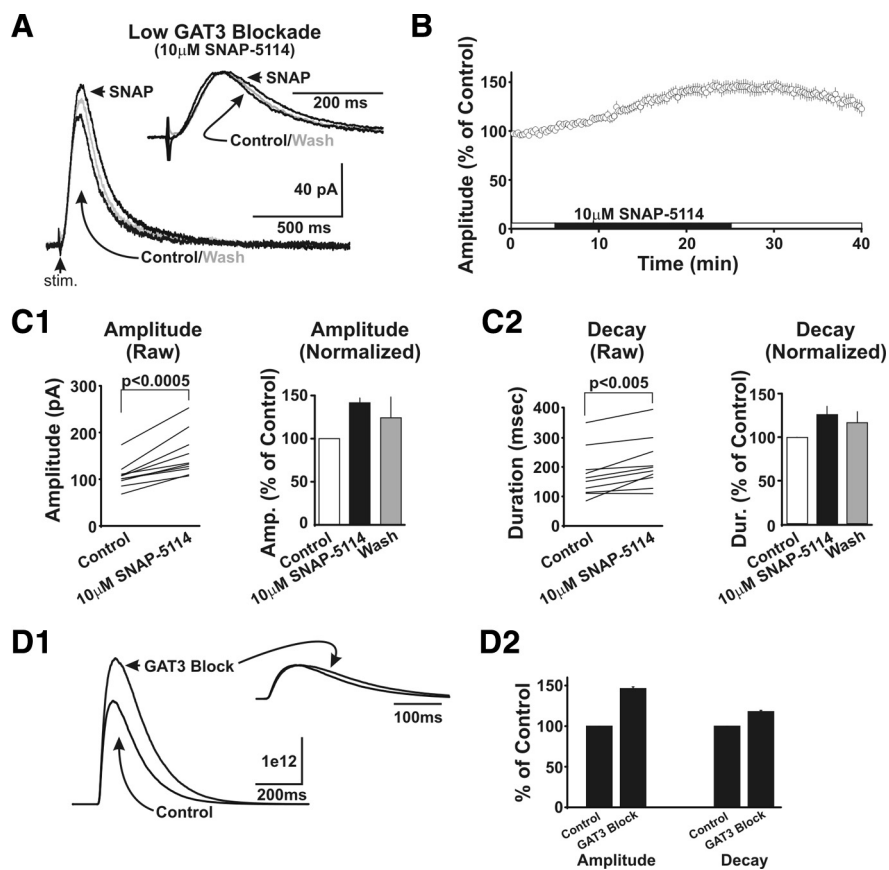 A
Low GAT3 Blockade
(10µM SNAP-5114)
SNAP
SNAP
200 ms
Control/Wash
40 pA
500 ms
Control/Wash
stim.
B
Amplitude (% of Control)
150
100
50
0
10µM SNAP-5114
0 10 20 30 40
Time (min)
C1
Amplitude
(Raw)
p<0.0005
Amplitude (pA)
300
200
100
0
Control
10µM SNAP-5114
Amplitude
(Normalized)
Amp. (% of Control)
150
100
50
0
Control
10µM SNAP-5114
Wash
C2
Decay
(Raw)
p<0.005
Duration (msec)
400
300
200
100
0
Control
10µM SNAP-5114
Decay
(Normalized)
Dur. (% of Control)
150
100
50
0
Control
10µM SNAP-5114
Wash
D1
GAT3 Block
100ms
1e12
200ms
Control
D2
% of Control
150
100
50
0
Control
GAT3 Block
Control
GAT3 Block
Amplitude
Decay